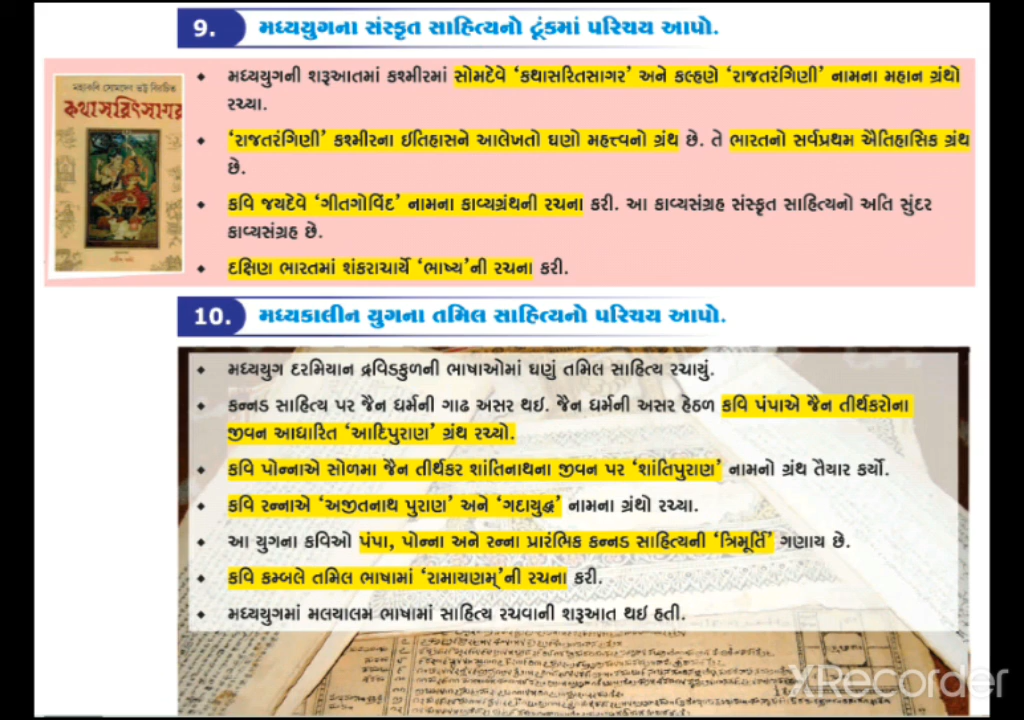 9. મધ્યયુગના સંસ્કૃત સાહિત્યનો ટૂંકમાં પરિચય આપો.
મહાકવિ સોમદેવ ભટ્ટ વિરચિત
કથાસરિત્સાગર
• મધ્યયુગની શરૂઆતમાં કશ્મીરમાં સોમદેવે ‘કથાસરિતસાગર’ અને કલ્હણે ‘રાજતરંગિણી’ નામના મહાન ગ્રંથો
રચ્યા.
• ‘રાજતરંગિણી’ કશ્મીરના ઇતિહાસને આલેખતો ઘણો મહત્ત્વનો ગ્રંથ છે. તે ભારતનો સર્વપ્રથમ ઐતિહાસિક ગ્રંથ
છે.
• કવિ જયદેવે ‘ગીતગોવિંદ’ નામના કાવ્યગ્રંથની રચના કરી. આ કાવ્યસંગ્રહ સંસ્કૃત સાહિત્યનો અતિ સુંદર
કાવ્યસંગ્રહ છે.
• દક્ષિણ ભારતમાં શંકરાચાર્યે ‘ભાષ્ય’ની રચના કરી.
10. મધ્યકાલીન યુગના તમિલ સાહિત્યનો પરિચય આપો.
• મધ્યયુગ દરમિયાન દ્રવિડકુળની ભાષાઓમાં ઘણું તમિલ સાહિત્ય રચાયું.
• કન્નડ સાહિત્ય પર જૈન ધર્મની ગાઢ અસર થઇ. જૈન ધર્મની અસર હેઠળ કવિ પંપાએ જૈન તીર્થકરોના
જીવન આધારિત ‘આદિપુરાણ’ ગ્રંથ રચ્યો.
• કવિ પોન્નાએ સોળમા જૈન તીર્થકર શાંતિનાથના જીવન પર ‘શાંતિપુરાણ’ નામનો ગ્રંથ તૈયાર કર્યો.
• કવિ રન્નાએ ‘અજીતનાથ પુરાણ’ અને ‘ગદાયુદ્ધ’ નામના ગ્રંથો રચ્યા.
• આ યુગના કવિઓ પંપા, પોન્ના અને રન્ના પ્રારંભિક કન્નડ સાહિત્યની ‘ત્રિમૂર્તિ’ ગણાય છે.
• કવિ કમ્બલે તમિલ ભાષામાં ‘રામાયણમ્’ની રચના કરી.
• મધ્યયુગમાં મલયાલમ ભાષામાં સાહિત્ય રચવાની શરૂઆત થઇ હતી.
XRecorder